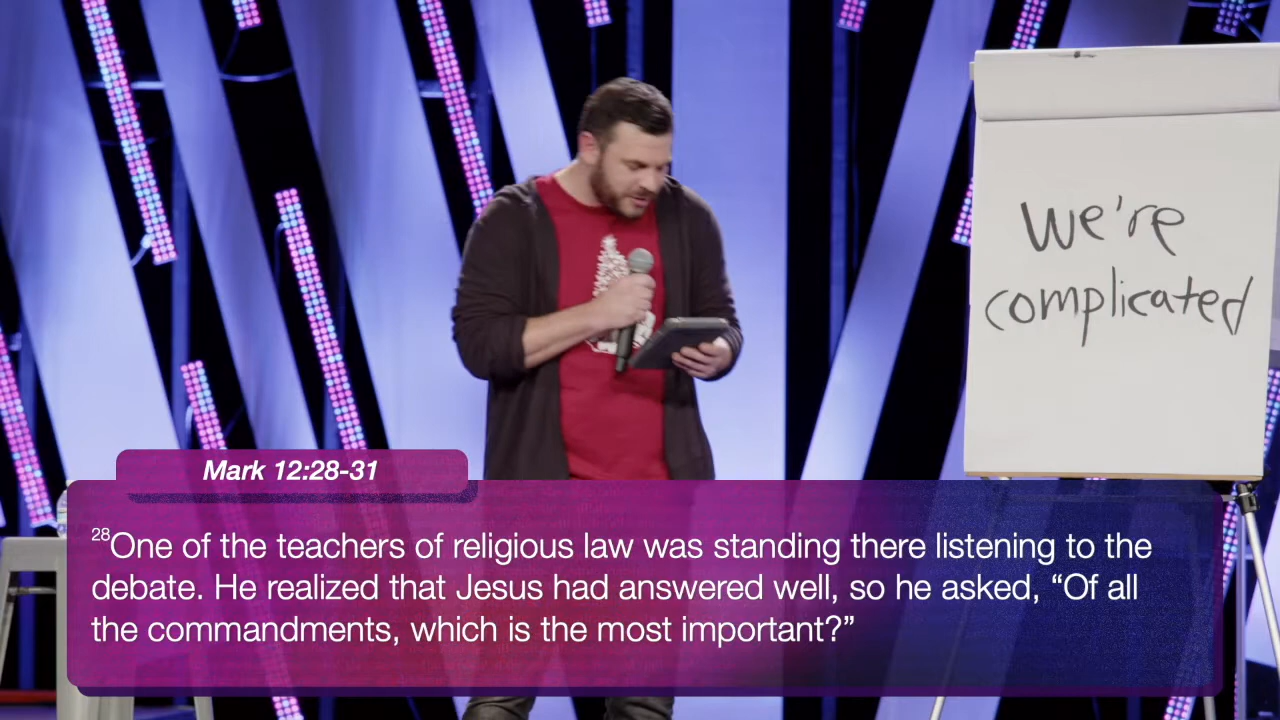 we're
complicated
Mark 12:28-31
28One of the teachers of religious law was standing there listening to the
debate. He realized that Jesus had answered well, so he asked, “Of all
the commandments, which is the most important?”